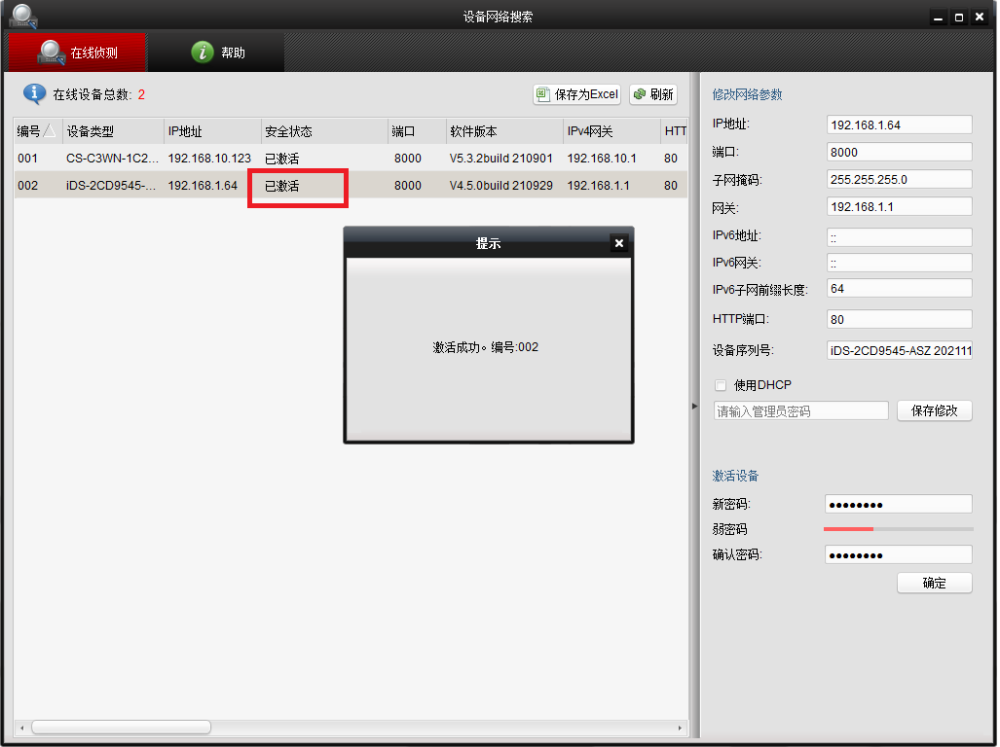 设备网络搜索
在线侦测 帮助
在线设备总数: 2 保存为Excel 刷新
编号 设备类型 IP地址 安全状态 端口 软件版本 IPv4网关 HTT
001 CS-C3WN-1C2... 192.168.10.123 已激活 8000 V5.3.2build 210901 192.168.10.1 80
002 iDS-2CD9545-... 192.168.1.64 已激活 8000 V4.5.0build 210929 192.168.1.1 80
提示
激活成功。编号:002
修改网络参数
IP地址: 192.168.1.64
端口: 8000
子网掩码: 255.255.255.0
网关: 192.168.1.1
IPv6地址: ::
IPv6网关: ::
IPv6子网前缀长度: 64
HTTP端口: 80
设备序列号: iDS-2CD9545-ASZ 202111
使用DHCP
请输入管理员密码 保存修改
激活设备
新密码: ●●●●●●●●
弱密码
确认密码: ●●●●●●●●
确定